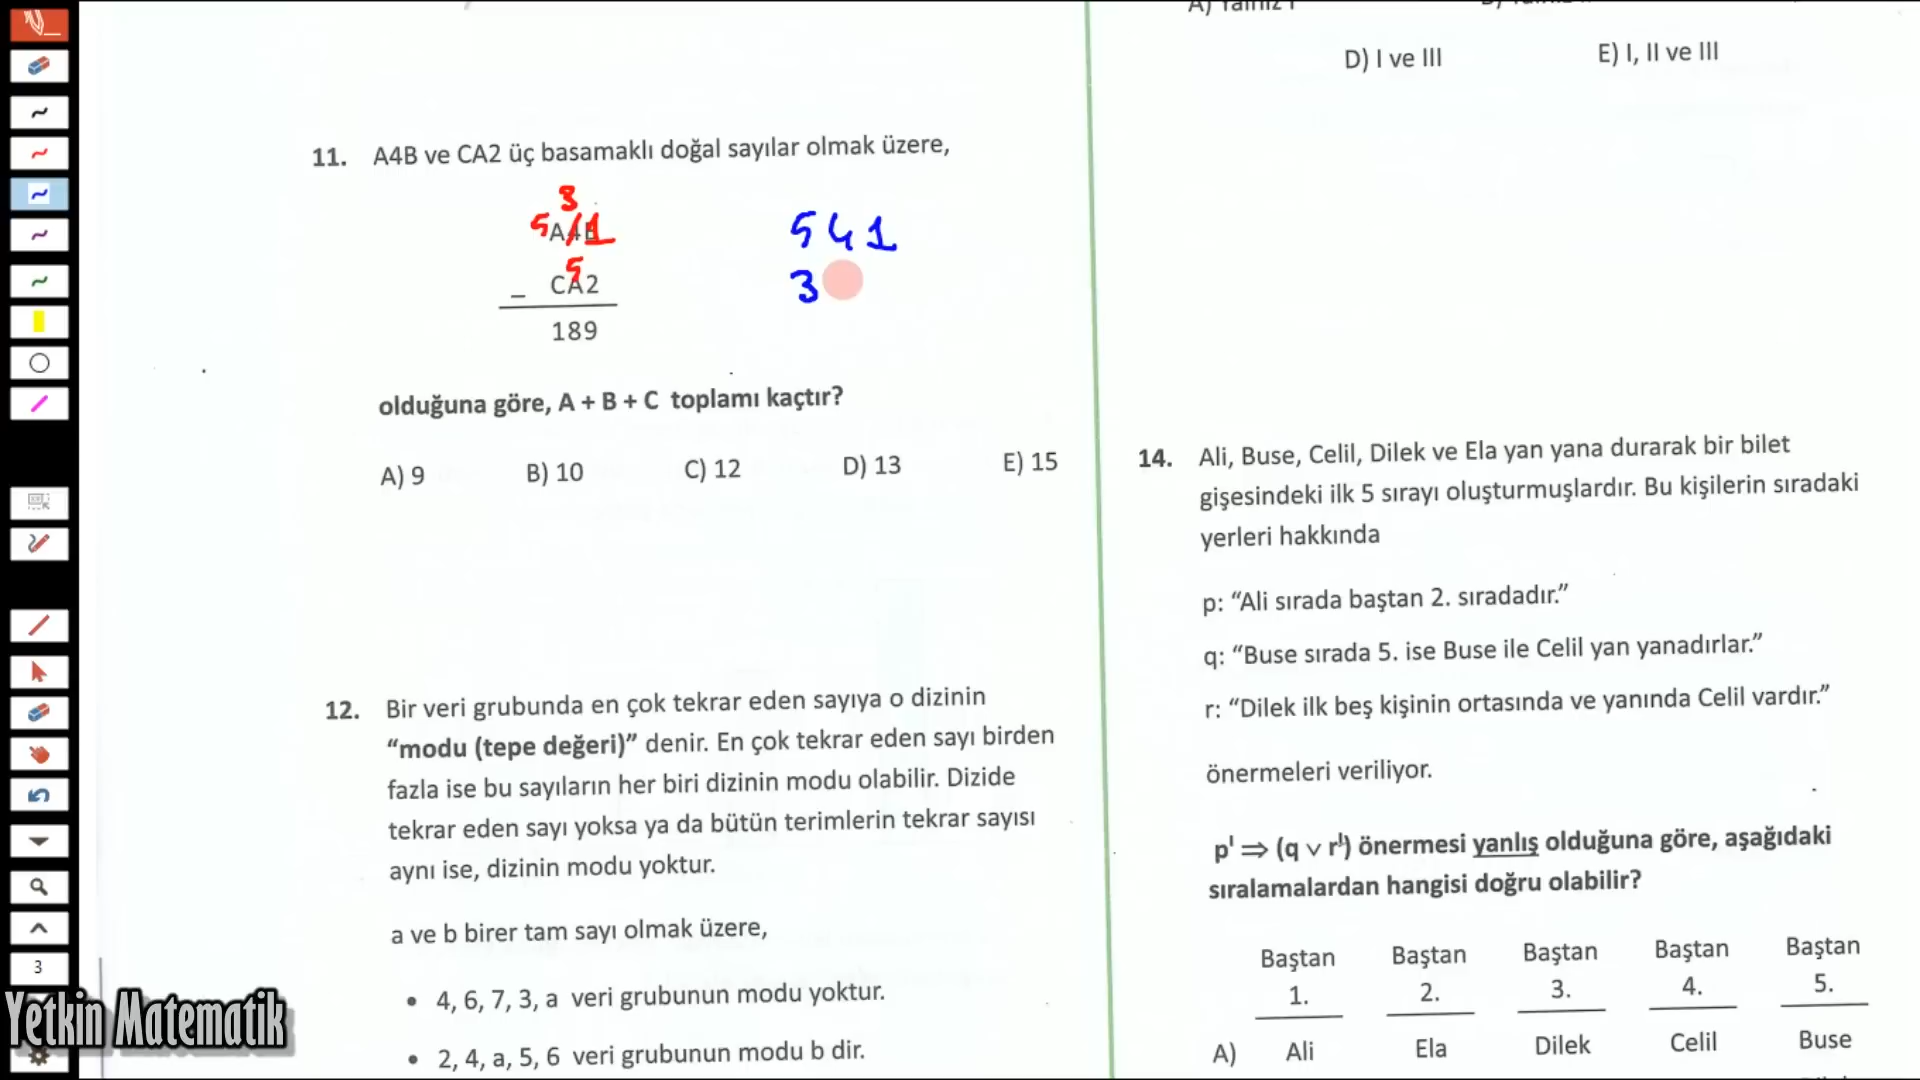 D) I ve III
E) I, II ve III
11. A4B ve CA2 üç basamaklı doğal sayılar olmak üzere,
3
5 A4B 1
5
_ CA2
189
5 4 1
3
olduğuna göre, A + B + C toplamı kaçtır?
A) 9
B) 10
C) 12
D) 13
E) 15
12. Bir veri grubunda en çok tekrar eden sayıya o dizinin
“modu (tepe değeri)” denir. En çok tekrar eden sayı birden
fazla ise bu sayıların her biri dizinin modu olabilir. Dizide
tekrar eden sayı yoksa ya da bütün terimlerin tekrar sayısı
aynı ise, dizinin modu yoktur.
a ve b birer tam sayı olmak üzere,
• 4, 6, 7, 3, a veri grubunun modu yoktur.
• 2, 4, a, 5, 6 veri grubunun modu b dir.
14. Ali, Buse, Celil, Dilek ve Ela yan yana durarak bir bilet
gişesindeki ilk 5 sırayı oluşturmuşlardır. Bu kişilerin sıradaki
yerleri hakkında
p: “Ali sırada baştan 2. sıradadır.”
q: “Buse sırada 5. ise Buse ile Celil yan yanadırlar.”
r: “Dilek ilk beş kişinin ortasında ve yanında Celil vardır.”
önermeleri veriliyor.
pı ⇒ (q ∨ rı) önermesi yanlış olduğuna göre, aşağıdaki
sıralamalardan hangisi doğru olabilir?
Baştan Baştan Baştan Baştan Baştan
1. 2. 3. 4. 5.
A) Ali Ela Dilek Celil Buse
3
Yetkin Matematik